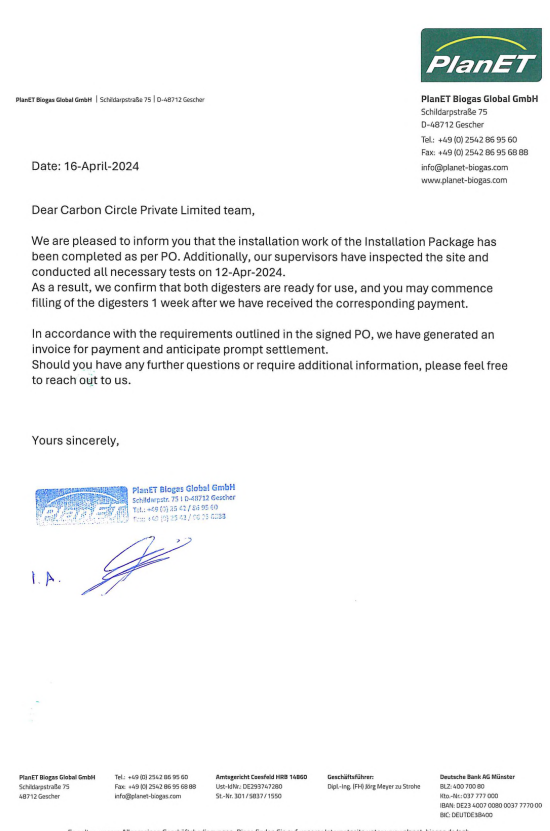 PlanET
PlanET Biogas Global GmbH | Schildarpstraße 75 | D-48712 Gescher
PlanET Biogas Global GmbH
Schildarpstraße 75
D-48712 Gescher
Tel.: +49 (0) 2542 86 95 60
Fax: +49 (0) 2542 86 95 68 88
info@planet-biogas.com
www.planet-biogas.com
Date: 16-April-2024
Dear Carbon Circle Private Limited team,
We are pleased to inform you that the installation work of the Installation Package has
been completed as per PO. Additionally, our supervisors have inspected the site and
conducted all necessary tests on 12-Apr-2024.
As a result, we confirm that both digesters are ready for use, and you may commence
filling of the digesters 1 week after we have received the corresponding payment.
In accordance with the requirements outlined in the signed PO, we have generated an
invoice for payment and anticipate prompt settlement.
Should you have any further questions or require additional information, please feel free
to reach out to us.
Yours sincerely,
PlanET
PlanET Biogas Global GmbH
Schildarpstr. 75 | D-48712 Gescher
Tel.: +49 (0) 25 42 / 86 95 60
I.A.
PlanET Biogas Global GmbH
Schildarpstraße 75
48712 Gescher
Tel.: +49 (0) 2542 86 95 60
Fax: +49 (0) 2542 86 95 68 88
info@planet-biogas.com
Amtsgericht Coesfeld HRB 14860
Ust-IdNr.: DE293747280
St.-Nr. 301 / 5837 / 1550
Geschäftsführer:
Dipl.-Ing. (FH) Jörg Meyer zu Strohe
Deutsche Bank AG Münster
BLZ: 400 700 80
Kto.-Nr.: 037 777 000
IBAN: DE23 4007 0080 0037 7770 00
BIC: DEUTDE3B400